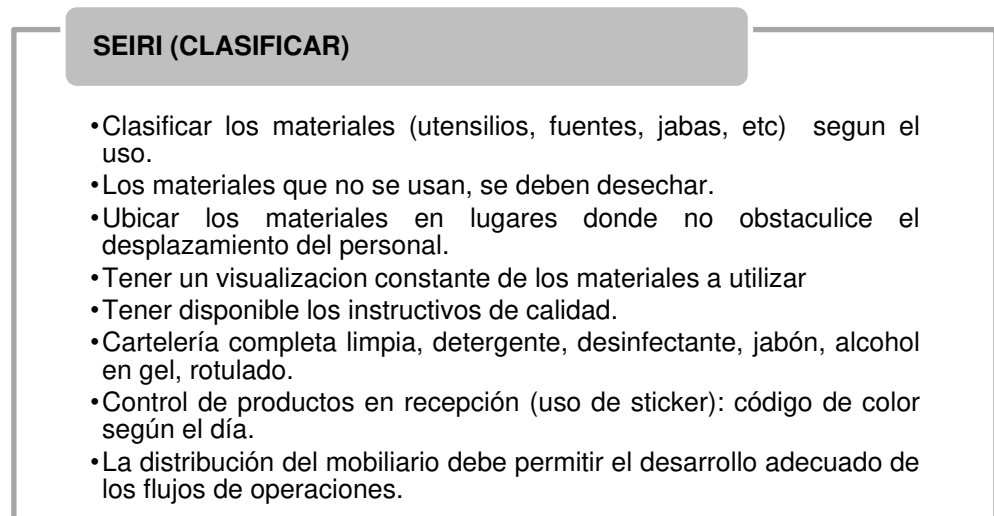 SEIRI (CLASIFICAR)
•Clasificar los materiales (utensilios, fuentes, jabas, etc) segun el
uso.
•Los materiales que no se usan, se deben desechar.
•Ubicar los materiales en lugares donde no obstaculice el
desplazamiento del personal.
•Tener un visualizacion constante de los materiales a utilizar
•Tener disponible los instructivos de calidad.
•Cartelería completa limpia, detergente, desinfectante, jabón, alcohol
en gel, rotulado.
•Control de productos en recepción (uso de sticker): código de color
según el día.
•La distribución del mobiliario debe permitir el desarrollo adecuado de
los flujos de operaciones.